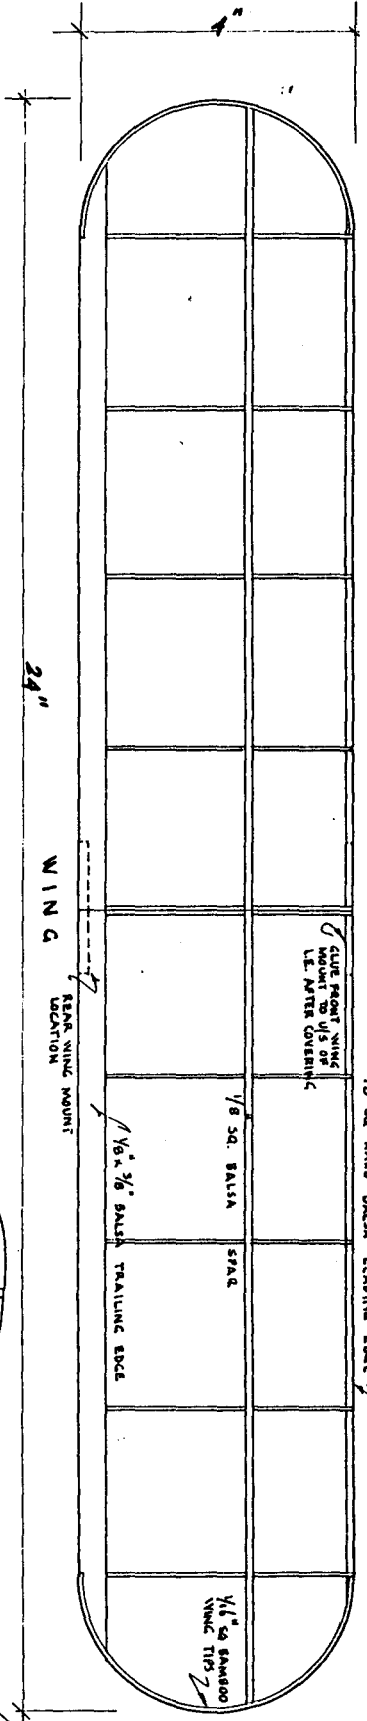 4"
24"
WING
REAR WING MOUNT
LOCATION
GLUE FRONT WING
MOUNT TO U/S OF
L.E. AFTER COVERING
1/8 SQ. BALSA SPAR
1/8" x 3/8" BALSA TRAILING EDGE
1/16" SQ BAMBOO
WING TIPS